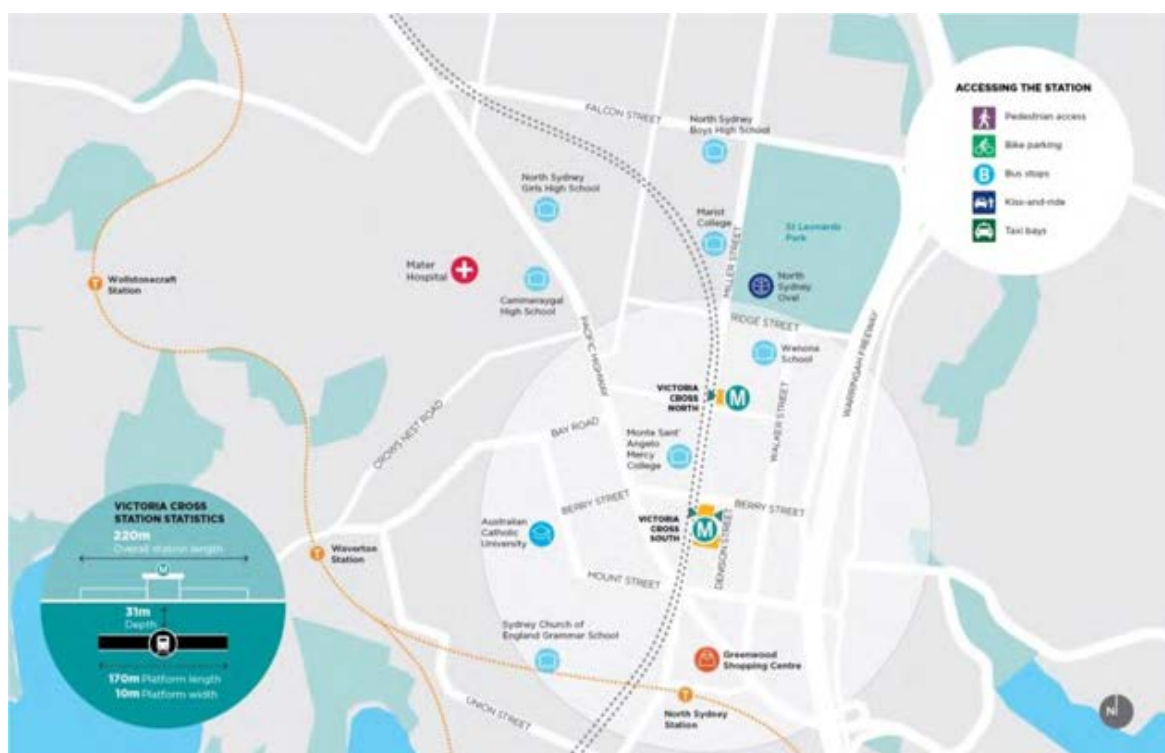 ACCESSING THE STATION
Pedestrian access
Bike parking
B
Bus stops
Kiss-and-ride
Taxi bays
FALCON STREET
North Sydney
Boys High School
North Sydney
Girls High School
Marist
College
MILLER STREET
St Leonards
Park
Mater
Hospital
T
Wollstonecraft
Station
Cammeraygal
High School
North
Sydney
Oval
RIDGE STREET
PACIFIC HIGHWAY
WARRINGAH FREEWAY
Wenona
School
VICTORIA
CROSS
NORTH
M
CROWS NEST ROAD
BAY ROAD
WALKER STREET
Monte Sant'
Angelo
Mercy
College
BERRY STREET
BERRY STREET
VICTORIA CROSS
STATION STATISTICS
220m
Overall station length
M
31m
Depth
170m Platform length
10m Platform width
Australian
Catholic
University
VICTORIA
CROSS
SOUTH
M
DENISON STREET
T
Waverton
Station
MOUNT STREET
Sydney Church of
England Grammar School
Greenwood
Shopping Centre
UNION STREET
T
North Sydney
Station
N